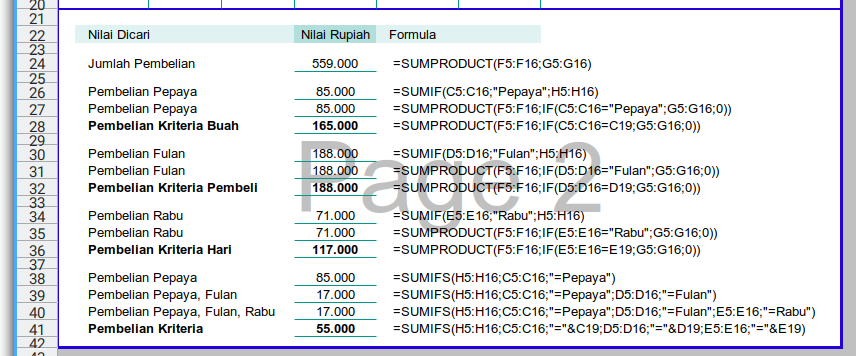 20
21
22 Nilai Dicari Nilai Rupiah Formula
23
24 Jumlah Pembelian 559.000 =SUMPRODUCT(F5:F16;G5:G16)
25
26 Pembelian Pepaya 85.000 =SUMIF(C5:C16;"Pepaya";H5:H16)
27 Pembelian Pepaya 85.000 =SUMPRODUCT(F5:F16;IF(C5:C16="Pepaya";G5:G16;0))
28 Pembelian Kriteria Buah 165.000 =SUMPRODUCT(F5:F16;IF(C5:C16=C19;G5:G16;0))
29
30 Pembelian Fulan 188.000 =SUMIF(D5:D16;"Fulan";H5:H16)
31 Pembelian Fulan 188.000 =SUMPRODUCT(F5:F16;IF(D5:D16="Fulan";G5:G16;0))
Page 2
32 Pembelian Kriteria Pembeli 188.000 =SUMPRODUCT(F5:F16;IF(D5:D16=D19;G5:G16;0))
33
34 Pembelian Rabu 71.000 =SUMIF(E5:E16;"Rabu";H5:H16)
35 Pembelian Rabu 71.000 =SUMPRODUCT(F5:F16;IF(E5:E16="Rabu";G5:G16;0))
36 Pembelian Kriteria Hari 117.000 =SUMPRODUCT(F5:F16;IF(E5:E16=E19;G5:G16;0))
37
38 Pembelian Pepaya 85.000 =SUMIFS(H5:H16;C5:C16;"=Pepaya")
39 Pembelian Pepaya, Fulan 17.000 =SUMIFS(H5:H16;C5:C16;"=Pepaya";D5:D16;"=Fulan")
40 Pembelian Pepaya, Fulan, Rabu 17.000 =SUMIFS(H5:H16;C5:C16;"=Pepaya";D5:D16;"=Fulan";E5:E16;"=Rabu")
41 Pembelian Kriteria 55.000 =SUMIFS(H5:H16;C5:C16;"="&C19;D5:D16;"="&D19;E5:E16;"="&E19)
42